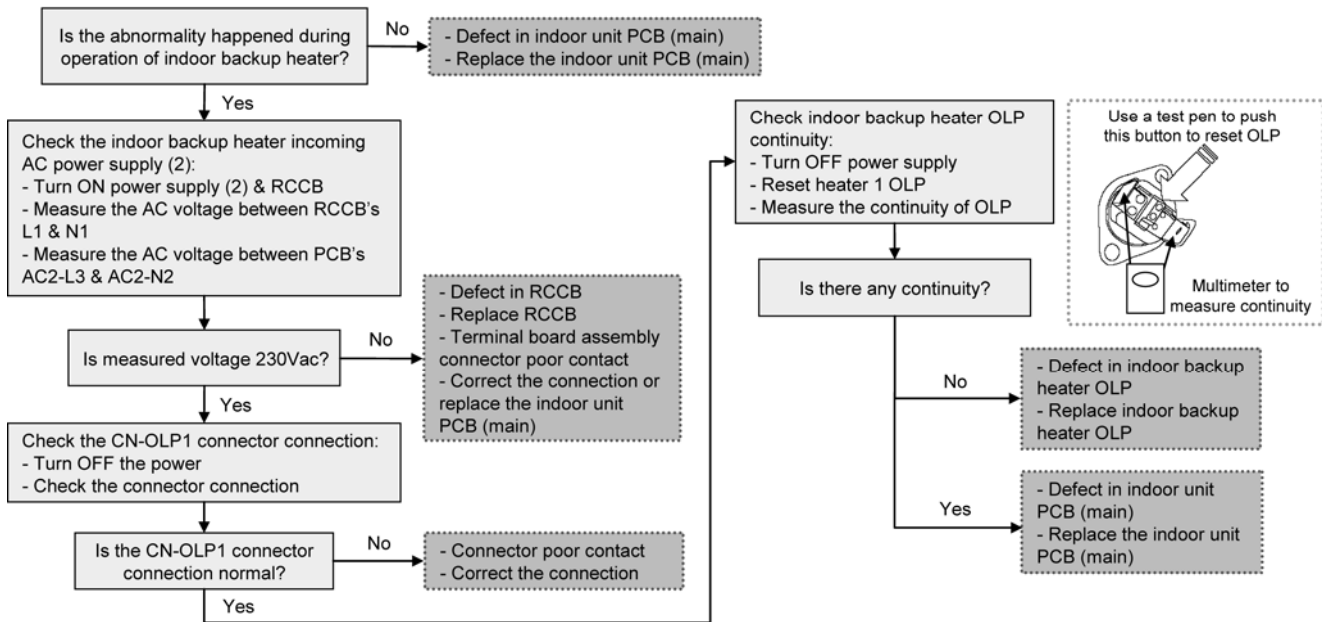 Is the abnormality happened during
operation of indoor backup heater?
No
- Defect in indoor unit PCB (main)
- Replace the indoor unit PCB (main)
Yes
Check the indoor backup heater incoming
AC power supply (2):
- Turn ON power supply (2) & RCCB
- Measure the AC voltage between RCCB's
L1 & N1
- Measure the AC voltage between PCB's
AC2-L3 & AC2-N2
Is measured voltage 230Vac?
No
- Defect in RCCB
- Replace RCCB
- Terminal board assembly
connector poor contact
- Correct the connection or
replace the indoor unit
PCB (main)
Yes
Check the CN-OLP1 connector connection:
- Turn OFF the power
- Check the connector connection
Is the CN-OLP1 connector
connection normal?
No
- Connector poor contact
- Correct the connection
Yes
Check indoor backup heater OLP
continuity:
- Turn OFF power supply
- Reset heater 1 OLP
- Measure the continuity of OLP
Use a test pen to push
this button to reset OLP
Multimeter to
measure continuity
Is there any continuity?
No
- Defect in indoor backup
heater OLP
- Replace indoor backup
heater OLP
Yes
- Defect in indoor unit
PCB (main)
- Replace the indoor unit
PCB (main)